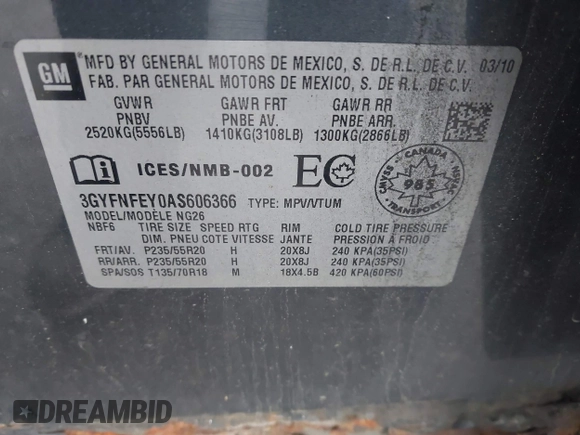 GM
MFD BY GENERAL MOTORS DE MEXICO, S. DE R.L. DE C.V. 03/10
FAB. PAR GENERAL MOTORS DE MEXICO, S. DE R.L. DE C.V.
GVWR GAWR FRT GAWR RR
PNBV PNBE AV. PNBE ARR.
2520KG(5556LB) 1410KG(3108LB) 1300KG(2866LB)
i ICES/NMB-002 EC
CANADA
CMVSS NSVAC
985
TRANSPORT
3GYFNFEY0AS606366 TYPE: MPV/VTUM
MODEL/MODÈLE NG26
NBF6 TIRE SIZE SPEED RTG RIM COLD TIRE PRESSURE
DIM. PNEU COTE VITESSE JANTE PRESSION À FROID
FRT/AV. P235/55R20 H 20X8J 240 KPA(35PSI)
RR/ARR. P235/55R20 H 20X8J 240 KPA(35PSI)
SPA/SOS T135/70R18 M 18X4.5B 420 KPA(60PSI)
DREAMBID